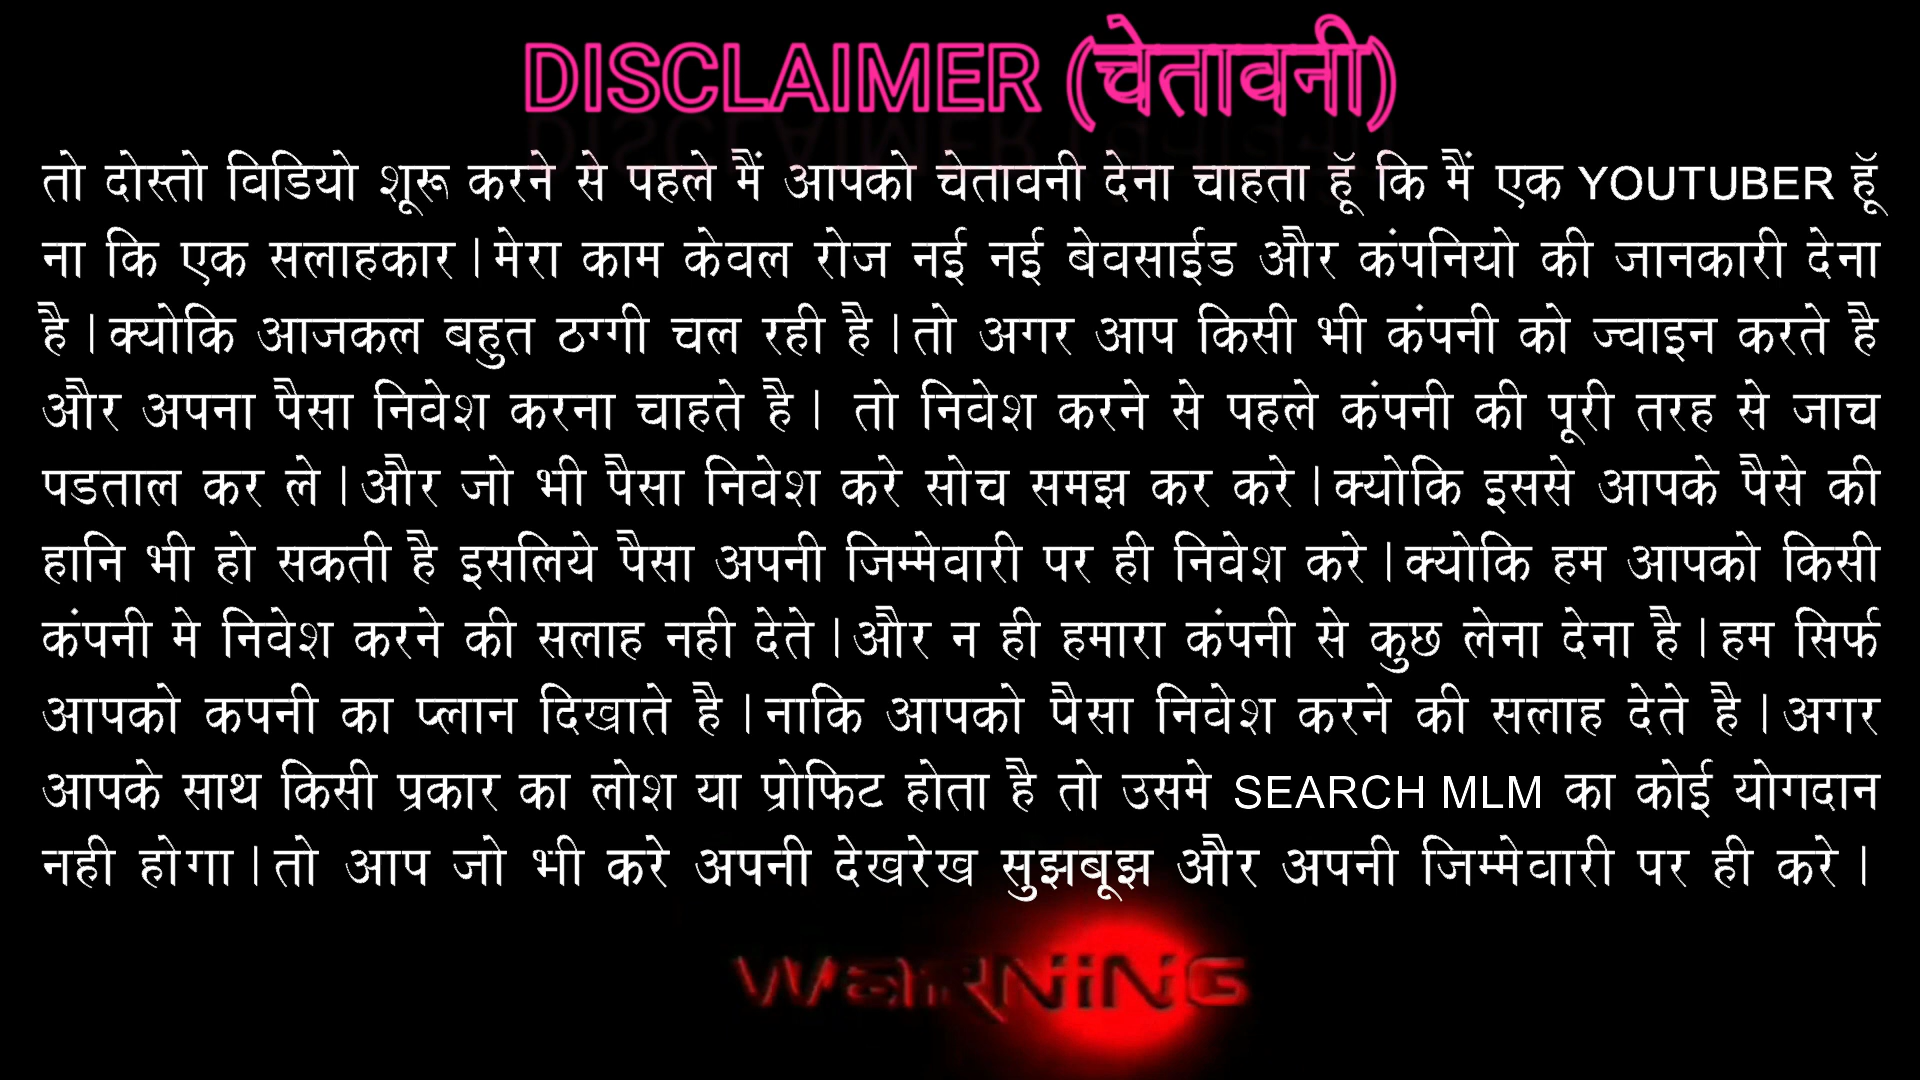 DISCLAIMER (चेतावनी)
तो दोस्तो विडियो शूरू करने से पहले मैं आपको चेतावनी देना चाहता हूॅ कि मैं एक YOUTUBER हूॅ
ना कि एक सलाहकार।मेरा काम केवल रोज नई नई बेवसाईड और कंपनियो की जानकारी देना
है।क्योकि आजकल बहुत ठग्गी चल रही है।तो अगर आप किसी भी कंपनी को ज्वाइन करते है
और अपना पैसा निवेश करना चाहते है। तो निवेश करने से पहले कंपनी की पूरी तरह से जाच
पडताल कर ले।और जो भी पैसा निवेश करे सोच समझ कर करे।क्योकि इससे आपके पैसे की
हानि भी हो सकती है इसलिये पैसा अपनी जिम्मेवारी पर ही निवेश करे।क्योकि हम आपको किसी
कंपनी मे निवेश करने की सलाह नही देते।और न ही हमारा कंपनी से कुछ लेना देना है।हम सिर्फ
आपको कपनी का प्लान दिखाते है।नाकि आपको पैसा निवेश करने की सलाह देते है।अगर
आपके साथ किसी प्रकार का लोश या प्रोफिट होता है तो उसमे SEARCH MLM का कोई योगदान
नही होगा।तो आप जो भी करे अपनी देखरेख सुझबूझ और अपनी जिम्मेवारी पर ही करे।
WaRNiNG